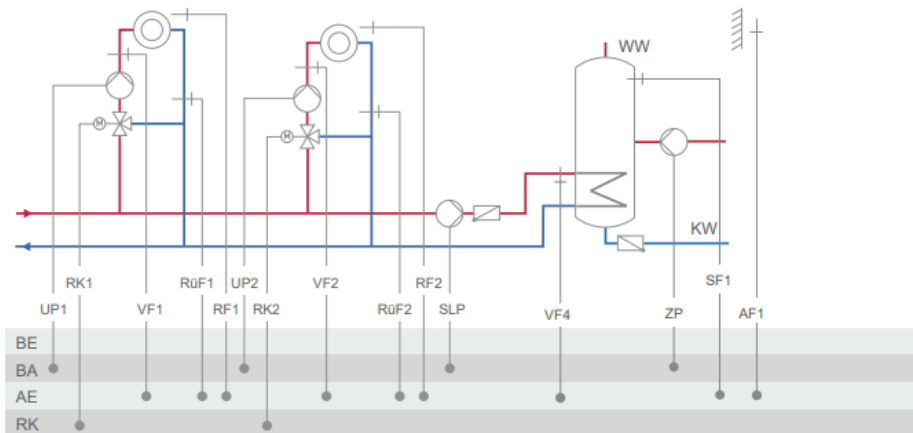 WW
M
M
KW
RK1
RüF1
UP2
VF2
RF2
SF1
UP1
VF1
RF1
RK2
RüF2
SLP
VF4
ZP
AF1
BE
BA
AE
RK